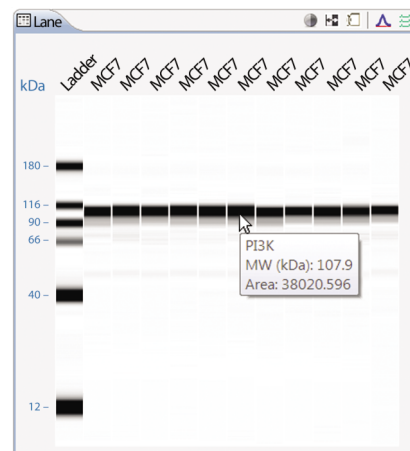 Lane
kDa
Ladder MCF7 MCF7 MCF7 MCF7 MCF7 MCF7 MCF7 MCF7 MCF7 MCF7 MCF7
180
116
90
66
40
12
PI3K
MW (kDa): 107.9
Area: 38020.596